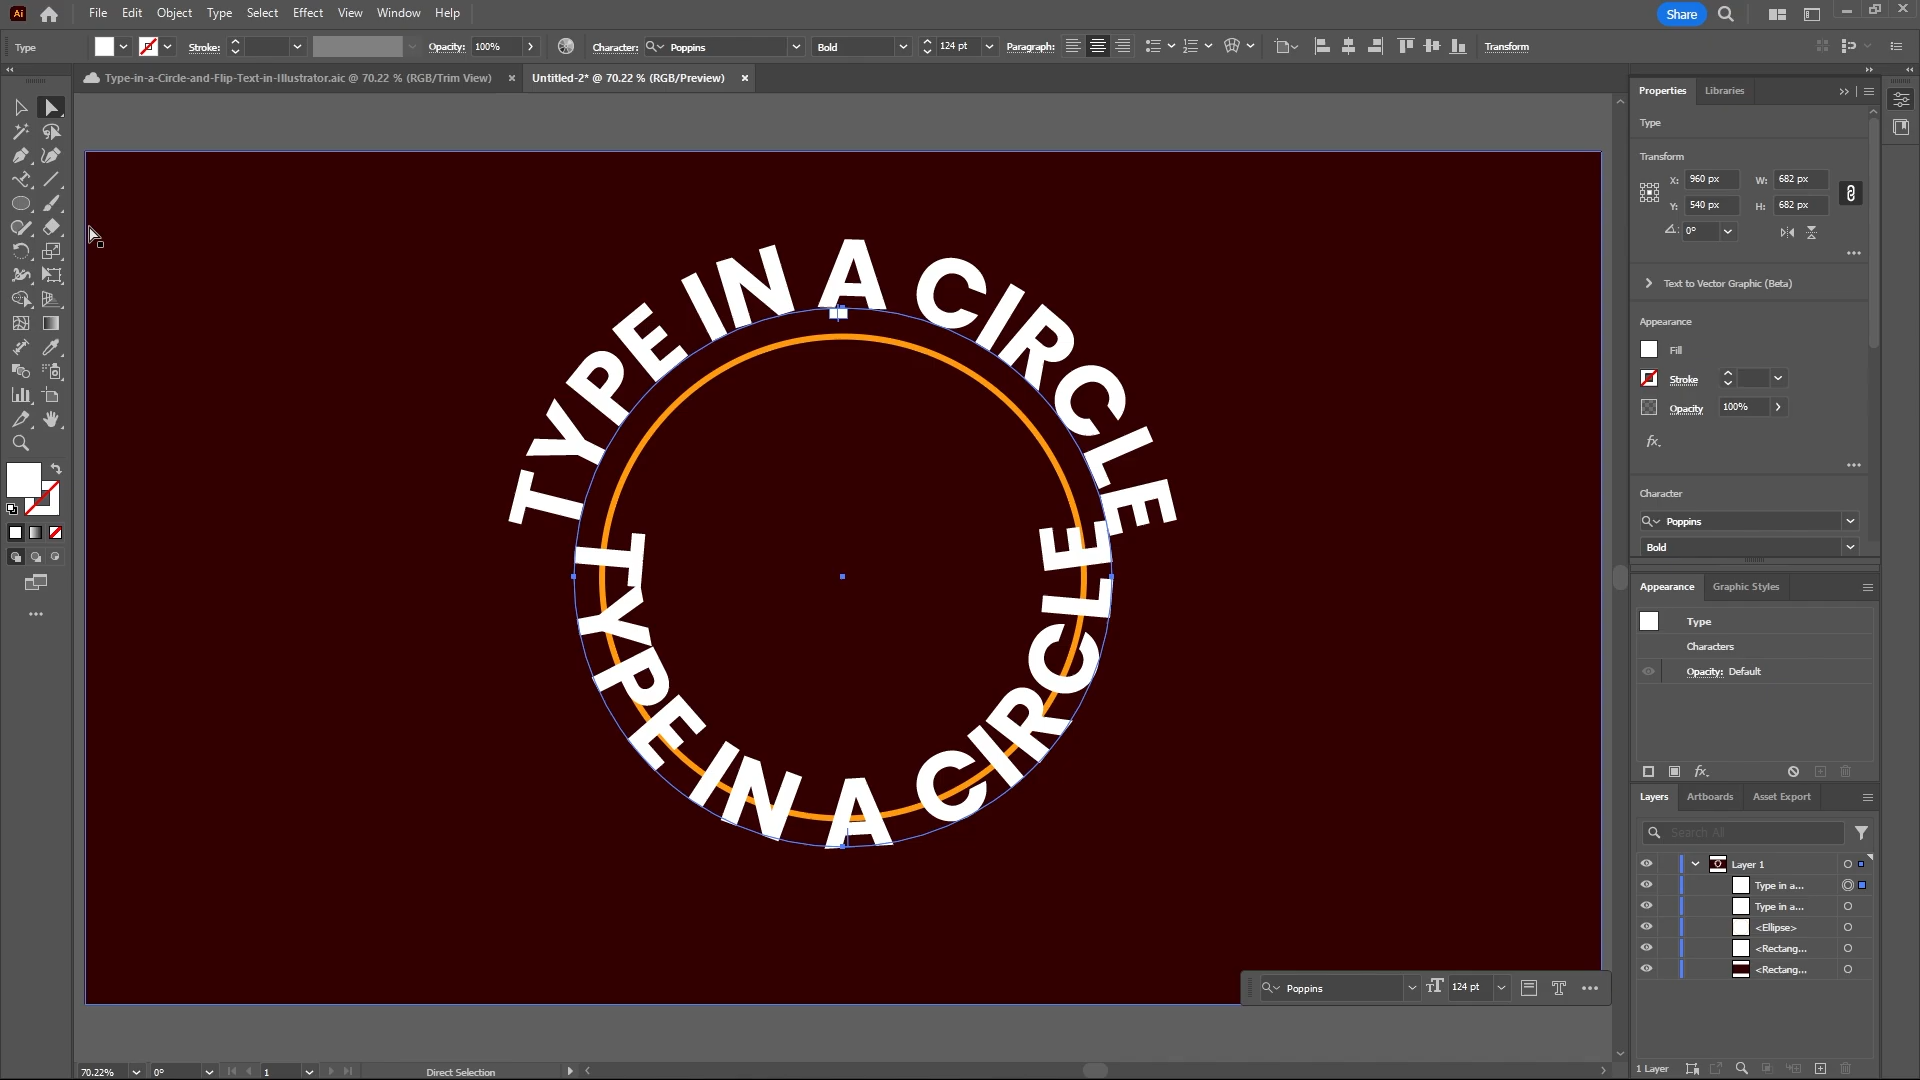 Ai File Edit Object Type Select Effect View Window Help Share
Type Stroke: Opacity: 100% Character: Poppins Bold 124 pt Paragraph: Transform
Type-in-a-Circle-and-Flip-Text-in-Illustrator.aic @ 70.22 % (RGB/Trim View) Untitled-2* @ 70.22 % (RGB/Preview)
TYPE IN A CIRCLE
TYPE IN A CIRCLE
Poppins 124 pt
70.22% 0° 1 Direct Selection
Properties Libraries
Type
Transform
X: 960 px W: 682 px
Y: 540 px H: 682 px
0°
Text to Vector Graphic (Beta)
Appearance
Fill
Stroke
Opacity 100%
fx.
Character
Poppins
Bold
Appearance Graphic Styles
Type
Characters
Opacity: Default
fx.
Layers Artboards Asset Export
Search All
Layer 1
Type in a...
Type in a...
<Ellipse>
<Rectang...
<Rectang...
1 Layer